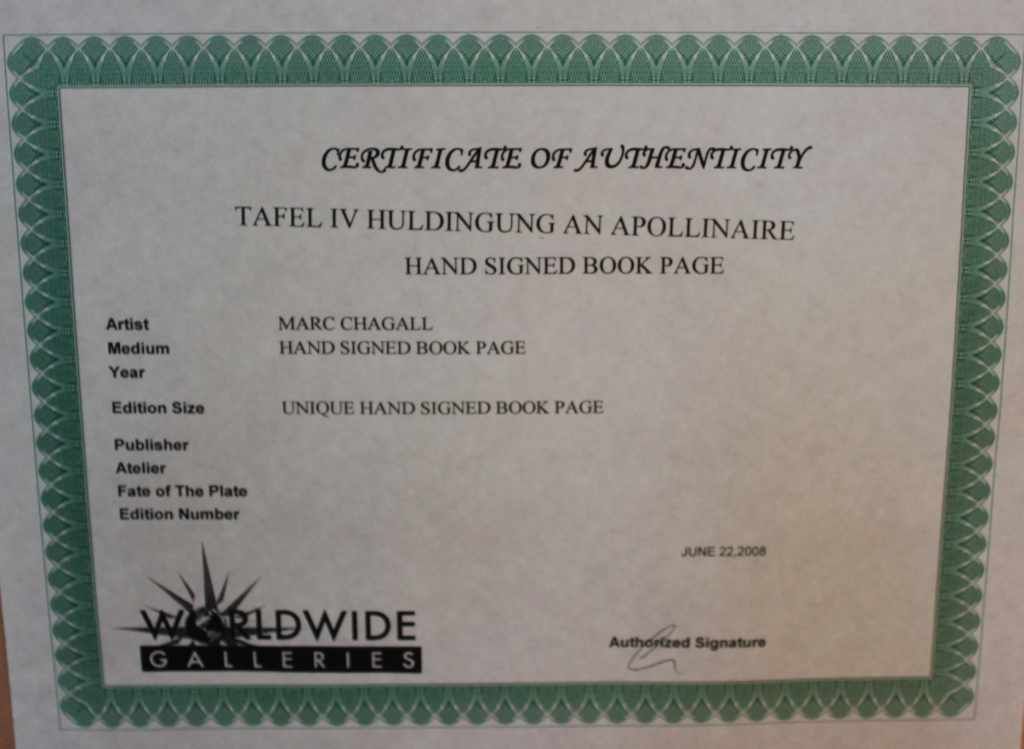 CERTIFICATE OF AUTHENTICITY
TAFEL IV HULDINGUNG AN APOLLINAIRE
HAND SIGNED BOOK PAGE
Artist MARC CHAGALL
Medium HAND SIGNED BOOK PAGE
Year
Edition Size UNIQUE HAND SIGNED BOOK PAGE
Publisher
Atelier
Fate of The Plate
Edition Number
JUNE 22,2008
WORLDWIDE
GALLERIES
Authorized Signature